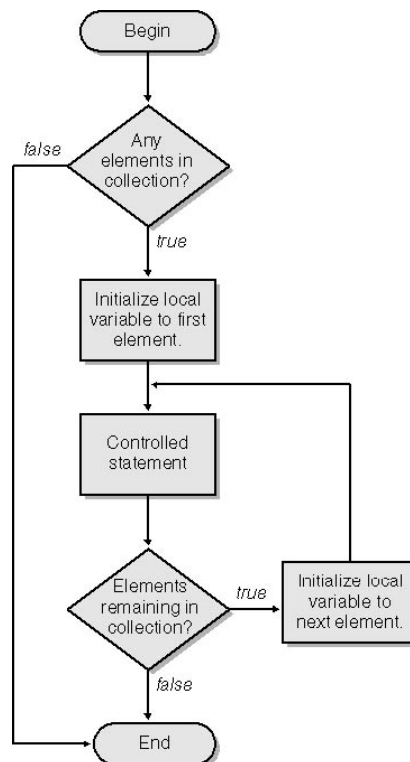 Begin
Any
elements in
collection?
false
true
Initialize local
variable to first
element.
Controlled
statement
Elements
remaining in
collection?
true
Initialize local
variable to
next element.
false
End